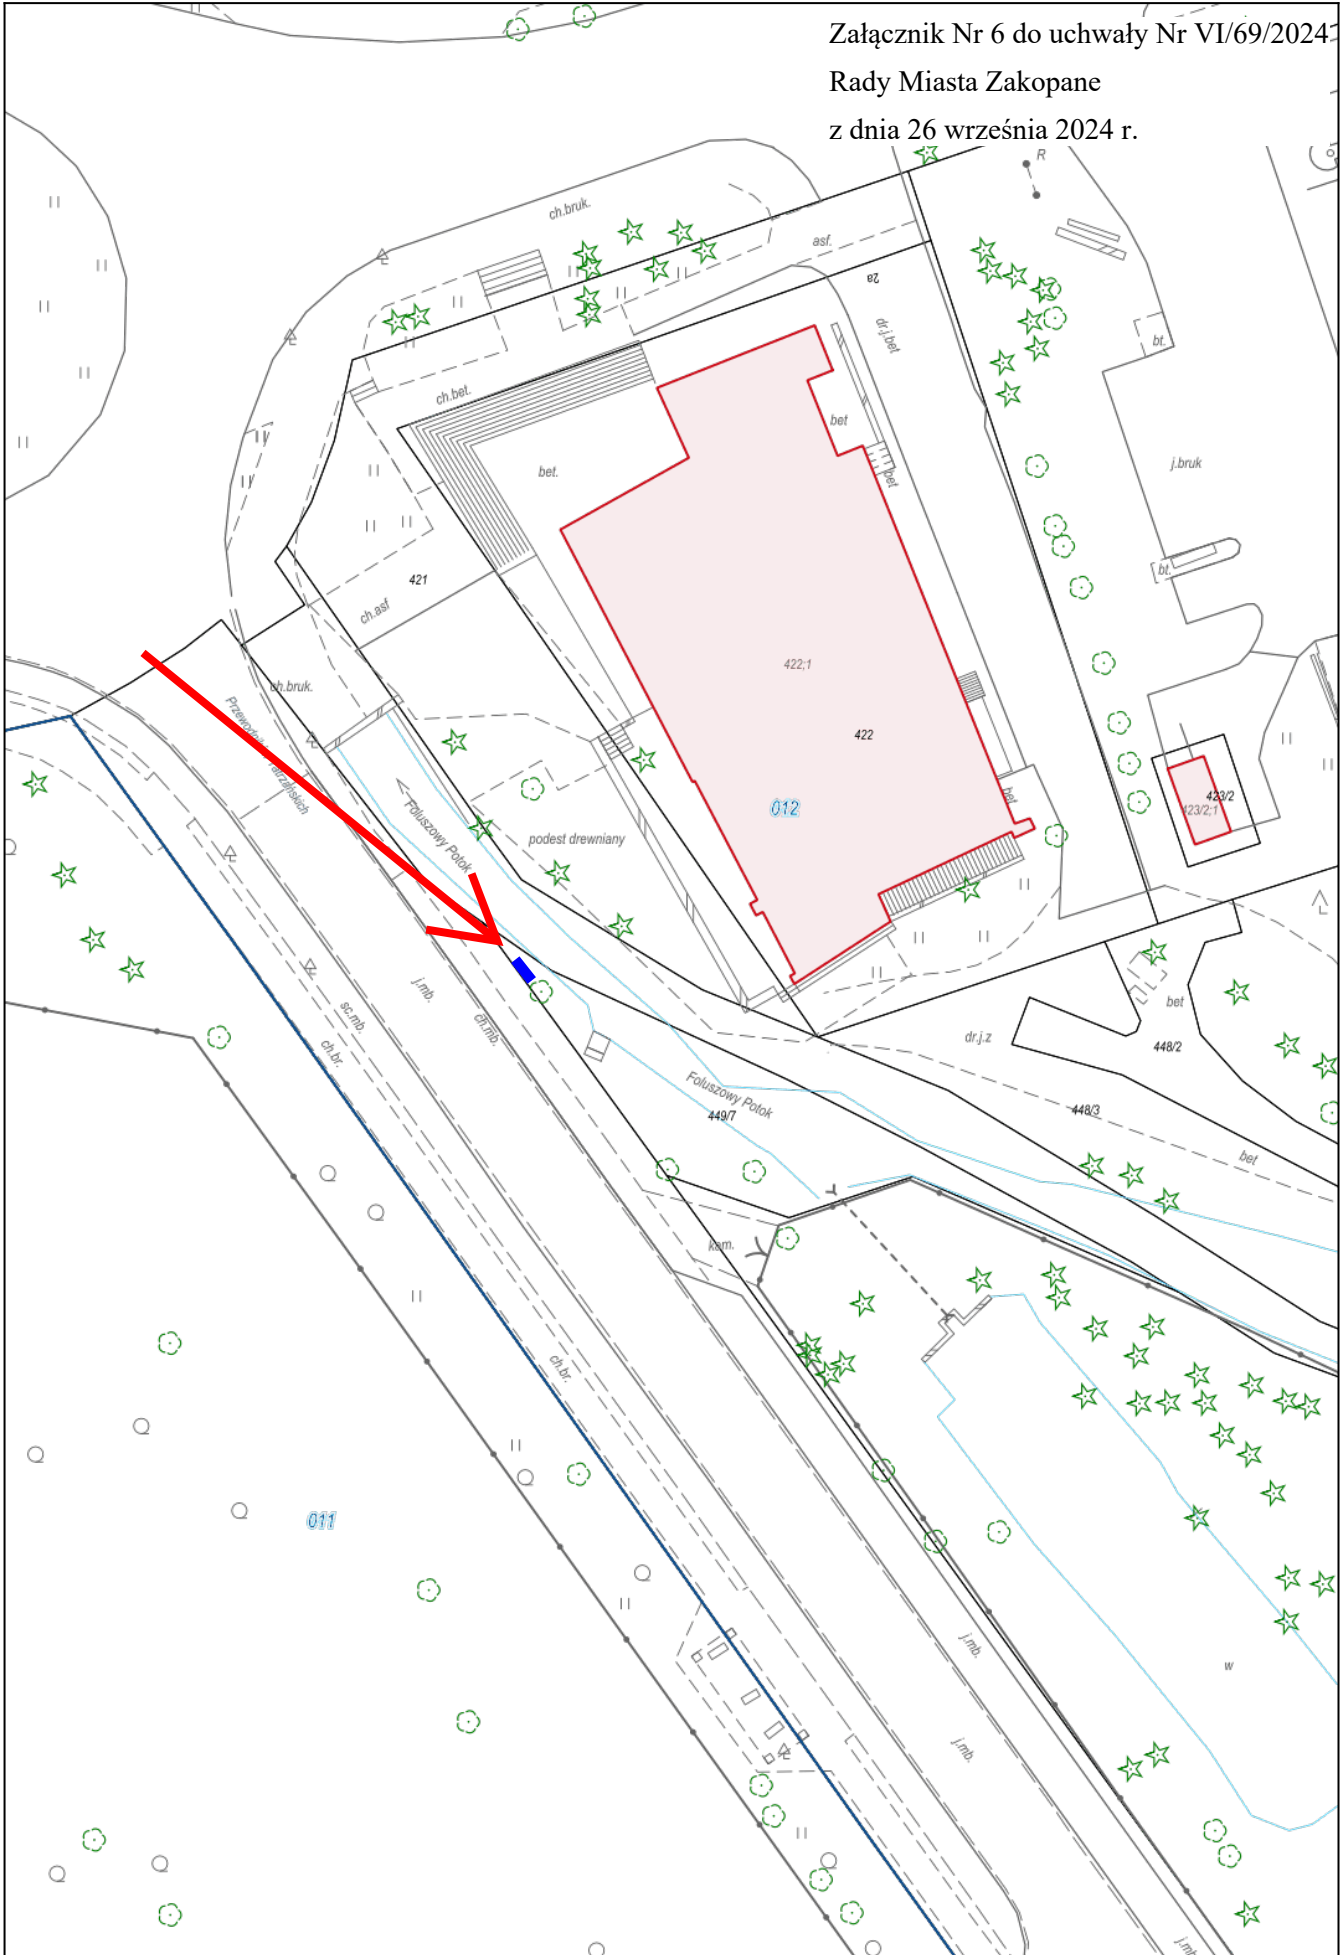 Załącznik Nr 6 do uchwały Nr VI/69/2024
Rady Miasta Zakopane
z dnia 26 września 2024 r.
R
ch.bruk.
asf.
2a
dr.j.bet
bt.
ch.bet.
bet
bet.
bet
j.bruk
bt.
421
ch.asf
422;1
ch.bruk.
422
bet
423/2
423/2;1
012
Foluszowy Potok
podest drewniany
j.mb.
sc.mb.
ch.mb.
ch.br.
bet
dr.j.z
448/2
Foluszowy Potok
449/7
448/3
bet
kam.
ch.br.
011
j.mb.
w
j.mb.
j.mb.